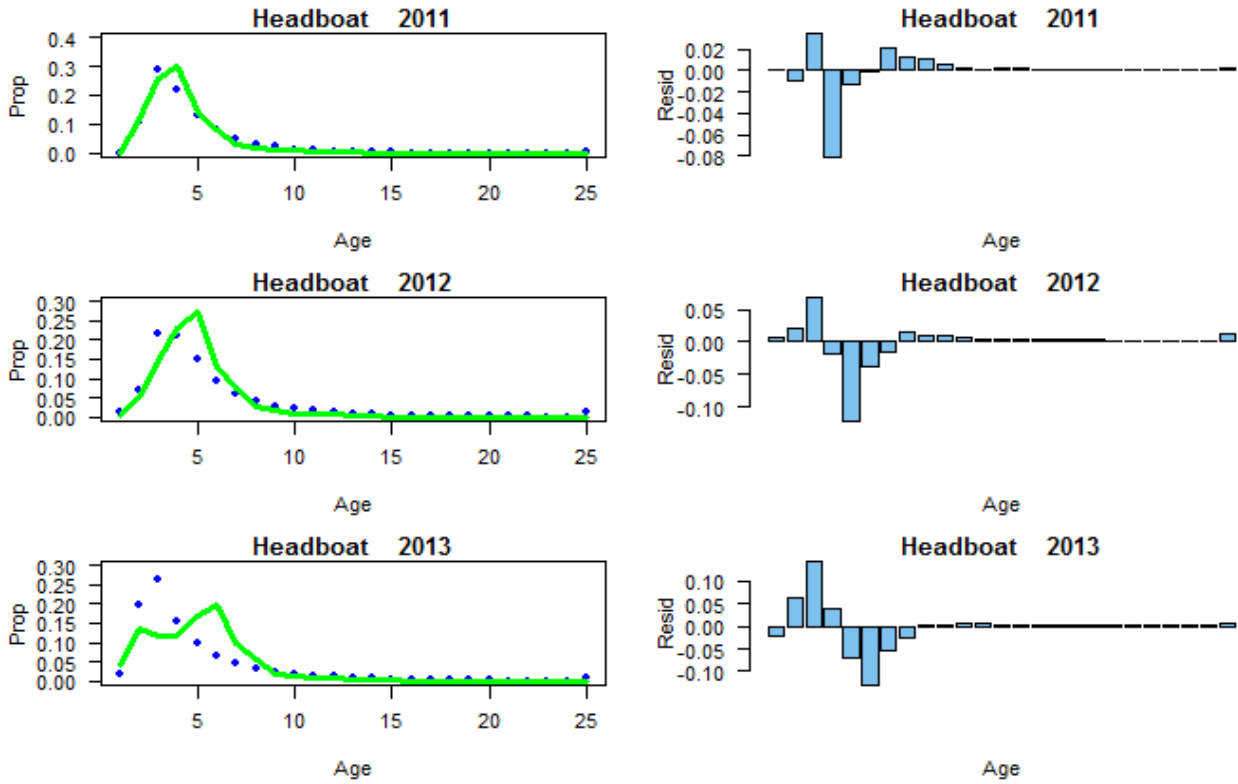 Headboat 2011
0.4
0.3
0.2
0.1
0.0
Prop
5 10 15 20 25
Age
Headboat 2011
0.02
0.00
-0.02
-0.04
-0.06
-0.08
Resid
Age
Headboat 2012
0.30
0.25
0.20
0.15
0.10
0.05
0.00
Prop
5 10 15 20 25
Age
Headboat 2012
0.05
0.00
-0.05
-0.10
Resid
Age
Headboat 2013
0.30
0.25
0.20
0.15
0.10
0.05
0.00
Prop
5 10 15 20 25
Age
Headboat 2013
0.10
0.05
0.00
-0.05
-0.10
Resid
Age